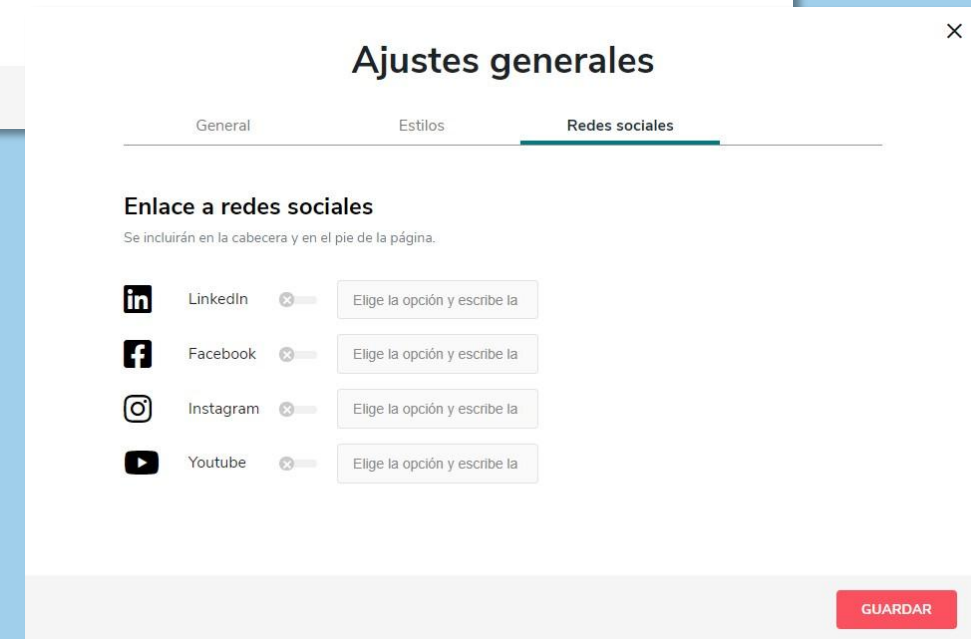 Ajustes generales
General
Estilos
Redes sociales
Enlace a redes sociales
Se incluirán en la cabecera y en el pie de la página.
in LinkedIn Elige la opción y escribe la
f Facebook Elige la opción y escribe la
Instagram Elige la opción y escribe la
Youtube Elige la opción y escribe la
GUARDAR